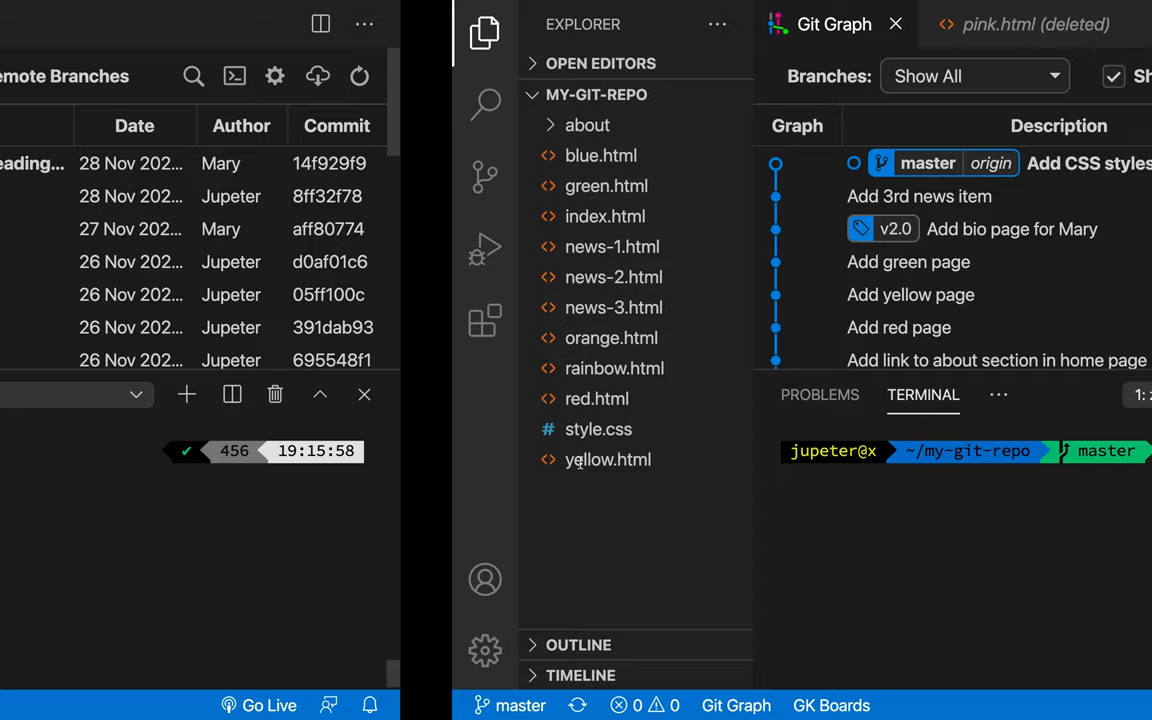 emote Branches
Date Author Commit
eading... 28 Nov 202... Mary 14f929f9
28 Nov 202... Jupeter 8ff32f78
27 Nov 202... Mary aff80774
26 Nov 202... Jupeter d0af01c6
26 Nov 202... Jupeter 05ff100c
26 Nov 202... Jupeter 391dab93
26 Nov 202... Jupeter 695548f1
✔ 456 19:15:58
Go Live
EXPLORER
OPEN EDITORS
MY-GIT-REPO
about
blue.html
green.html
index.html
news-1.html
news-2.html
news-3.html
orange.html
rainbow.html
red.html
# style.css
yellow.html
OUTLINE
TIMELINE
Git Graph pink.html (deleted)
Branches: Show All Sh
Graph Description
master origin Add CSS styles
Add 3rd news item
v2.0 Add bio page for Mary
Add green page
Add yellow page
Add red page
Add link to about section in home page
PROBLEMS TERMINAL ... 1: z
jupeter@x ~/my-git-repo master
master 0 0 Git Graph GK Boards